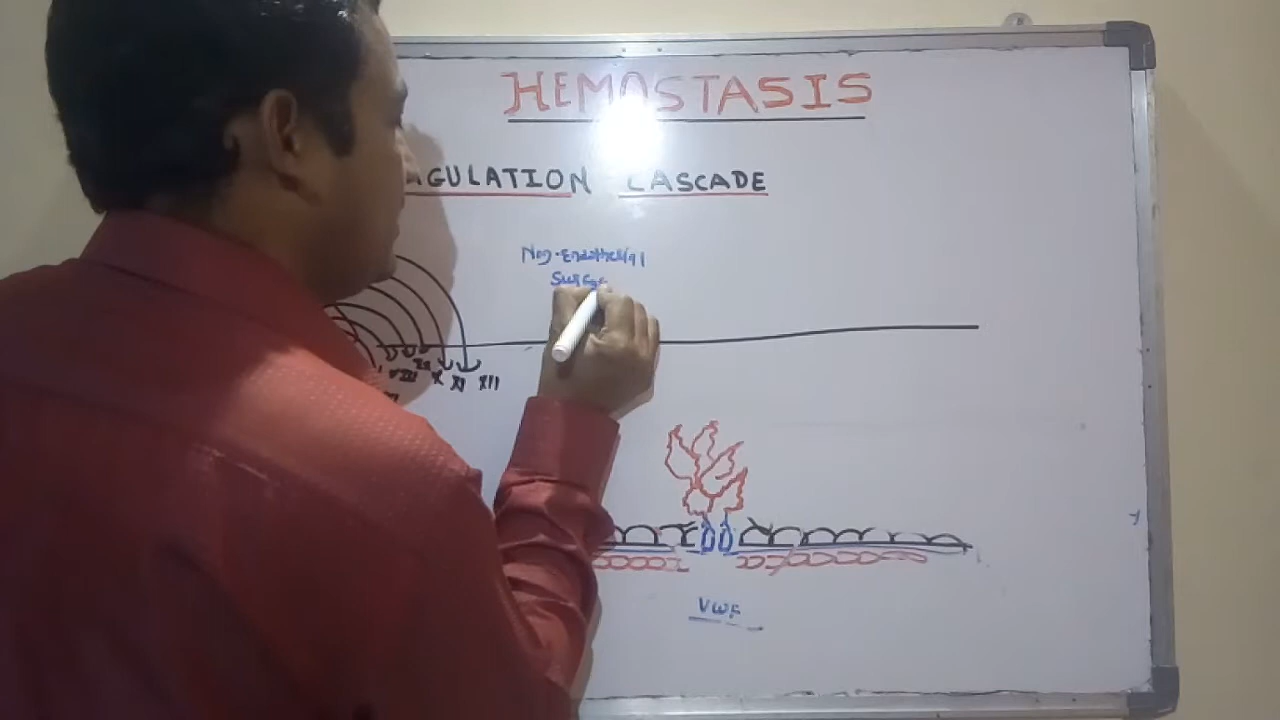 HEMOSTASIS
AGULATION CASCADE
Non-Endothelial
VIII X XI XII
VWF